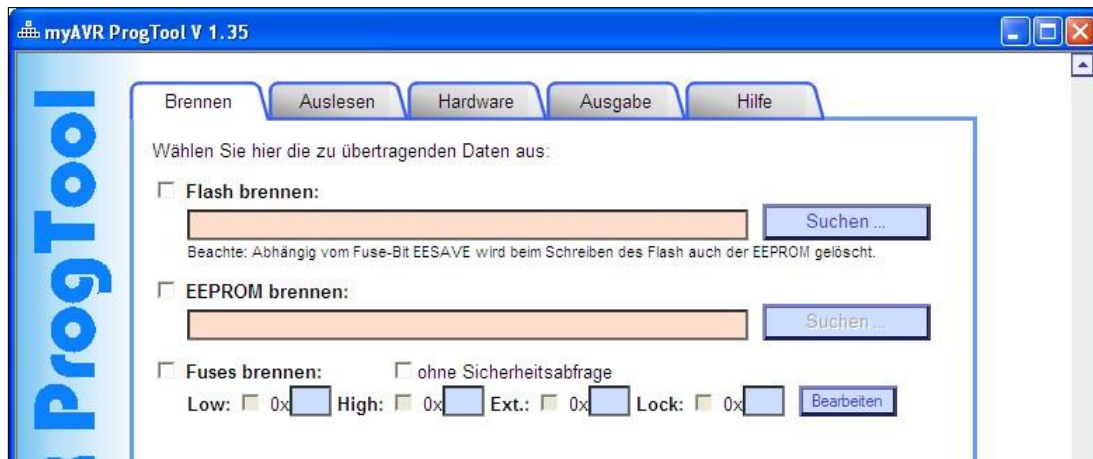 myAVR ProgTool V 1.35
ProgTool
Brennen Auslesen Hardware Ausgabe Hilfe
Wählen Sie hier die zu übertragenden Daten aus:
Flash brennen:
Suchen ...
Beachte: Abhängig vom Fuse-Bit EESAVE wird beim Schreiben des Flash auch der EEPROM gelöscht.
EEPROM brennen:
Suchen ...
Fuses brennen: ohne Sicherheitsabfrage
Low: 0x High: 0x Ext.: 0x Lock: 0x Bearbeiten